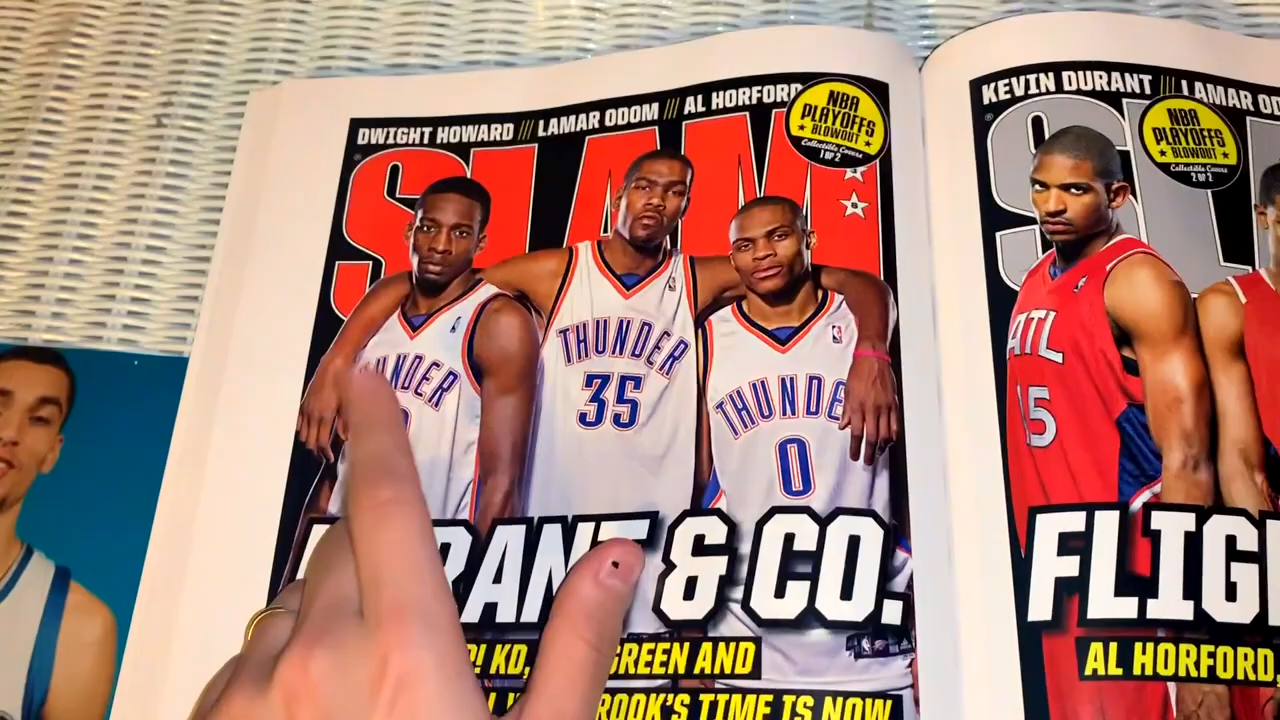 DWIGHT HOWARD /// LAMAR ODOM /// AL HORFORD
SLAM
NBA
PLAYOFFS
BLOWOUT
Collectible Covers
1 OF 2
THUNDER
35
THUNDE
0
UNDER
RANT & CO.
KD, GREEN AND
ROOK'S TIME IS NOW
KEVIN DURANT /// LAMAR OD
NBA
PLAYOFFS
BLOWOUT
Collectible Covers
2 OF 2
ATL
15
FLIG
AL HORFORD,